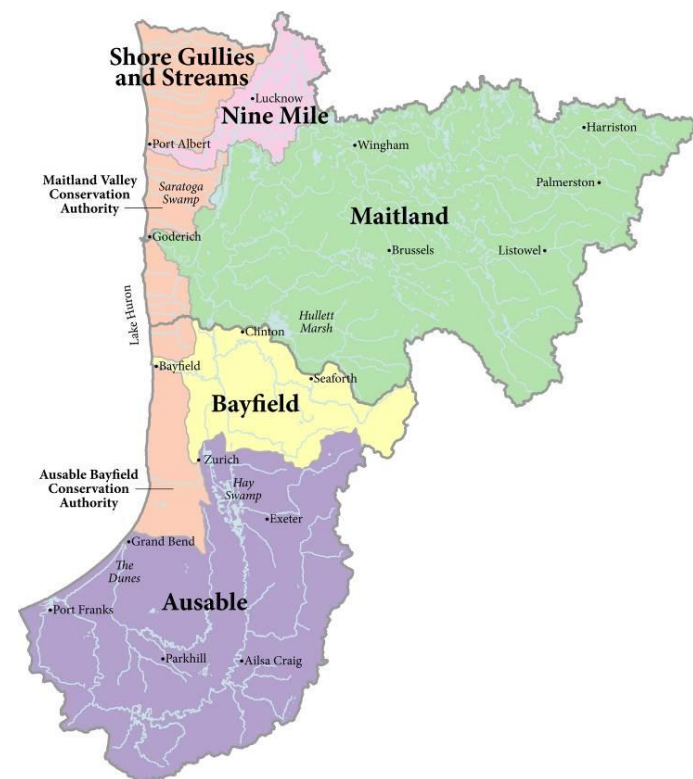 Shore Gullies
and Streams
Lucknow
Nine Mile
Harriston
Port Albert
Wingham
Maitland Valley
Conservation
Authority
Saratoga
Swamp
Palmerston
Maitland
Goderich
Brussels
Listowel
Lake Huron
Hullett
Marsh
Clinton
Bayfield
Seaforth
Bayfield
Zurich
Ausable Bayfield
Conservation
Authority
Hay
Swamp
Exeter
Grand Bend
The
Dunes
Ausable
Port Franks
Parkhill
Ailsa Craig